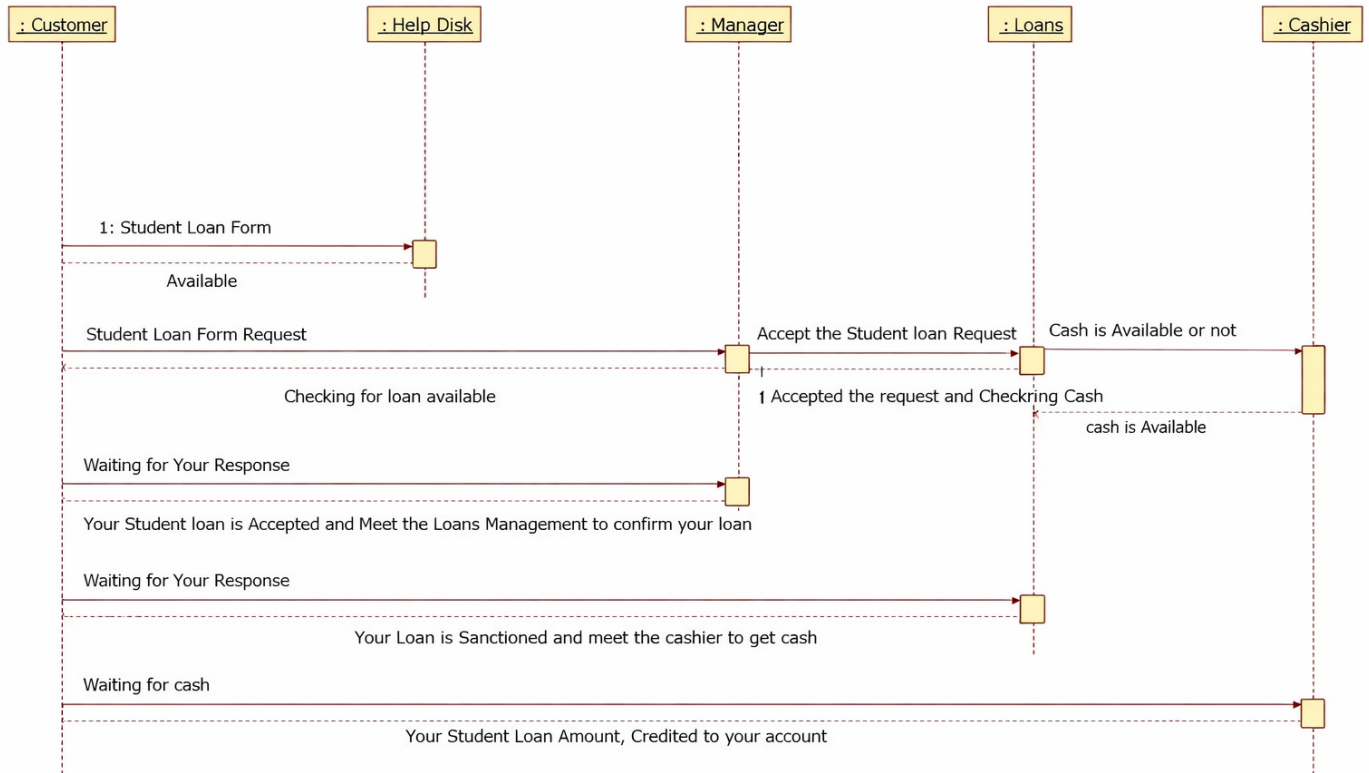 : Customer
: Help Disk
: Manager
: Loans
: Cashier
1: Student Loan Form
Available
Student Loan Form Request
Accept the Student loan Request
Cash is Available or not
Checking for loan available
1 Accepted the request and Checkring Cash
cash is Available
Waiting for Your Response
Your Student loan is Accepted and Meet the Loans Management to confirm your loan
Waiting for Your Response
Your Loan is Sanctioned and meet the cashier to get cash
Waiting for cash
Your Student Loan Amount, Credited to your account